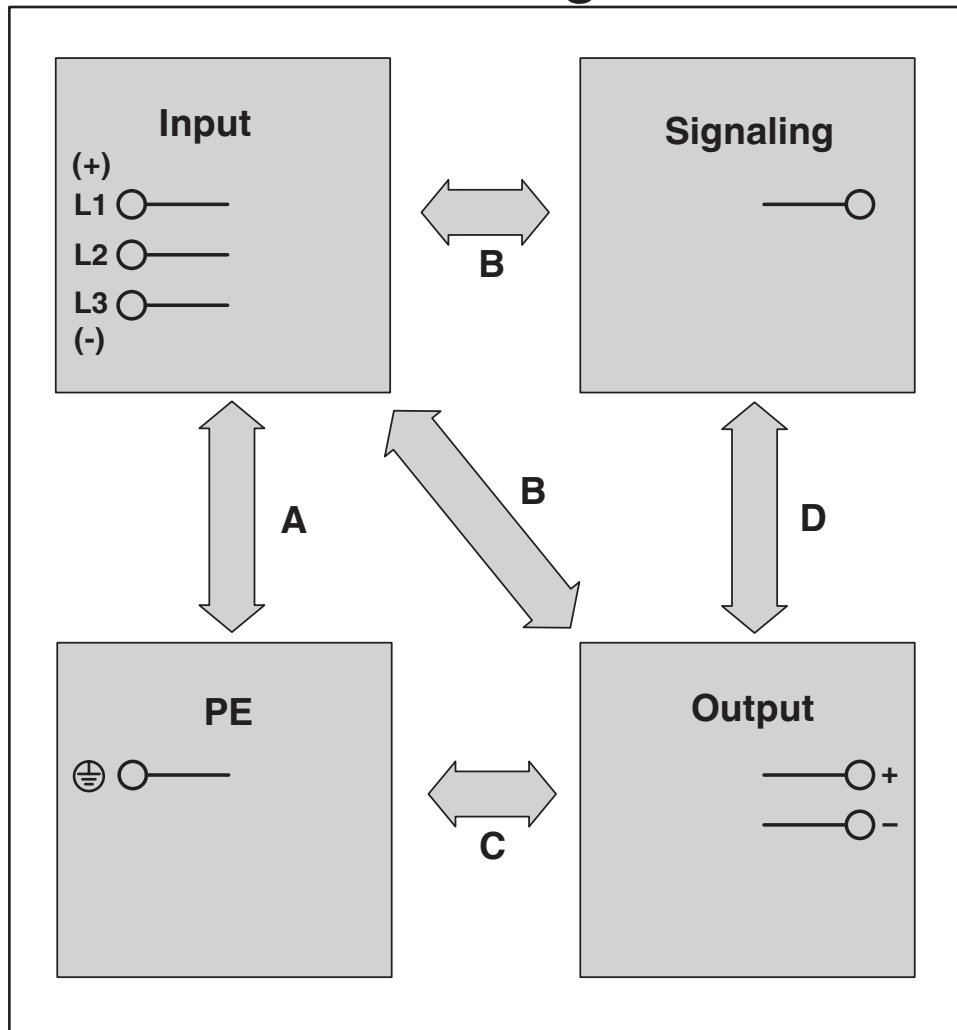 Input
(+)
L1
L2
L3
(-)
Signaling
B
A
B
D
PE
Output
+
–
C